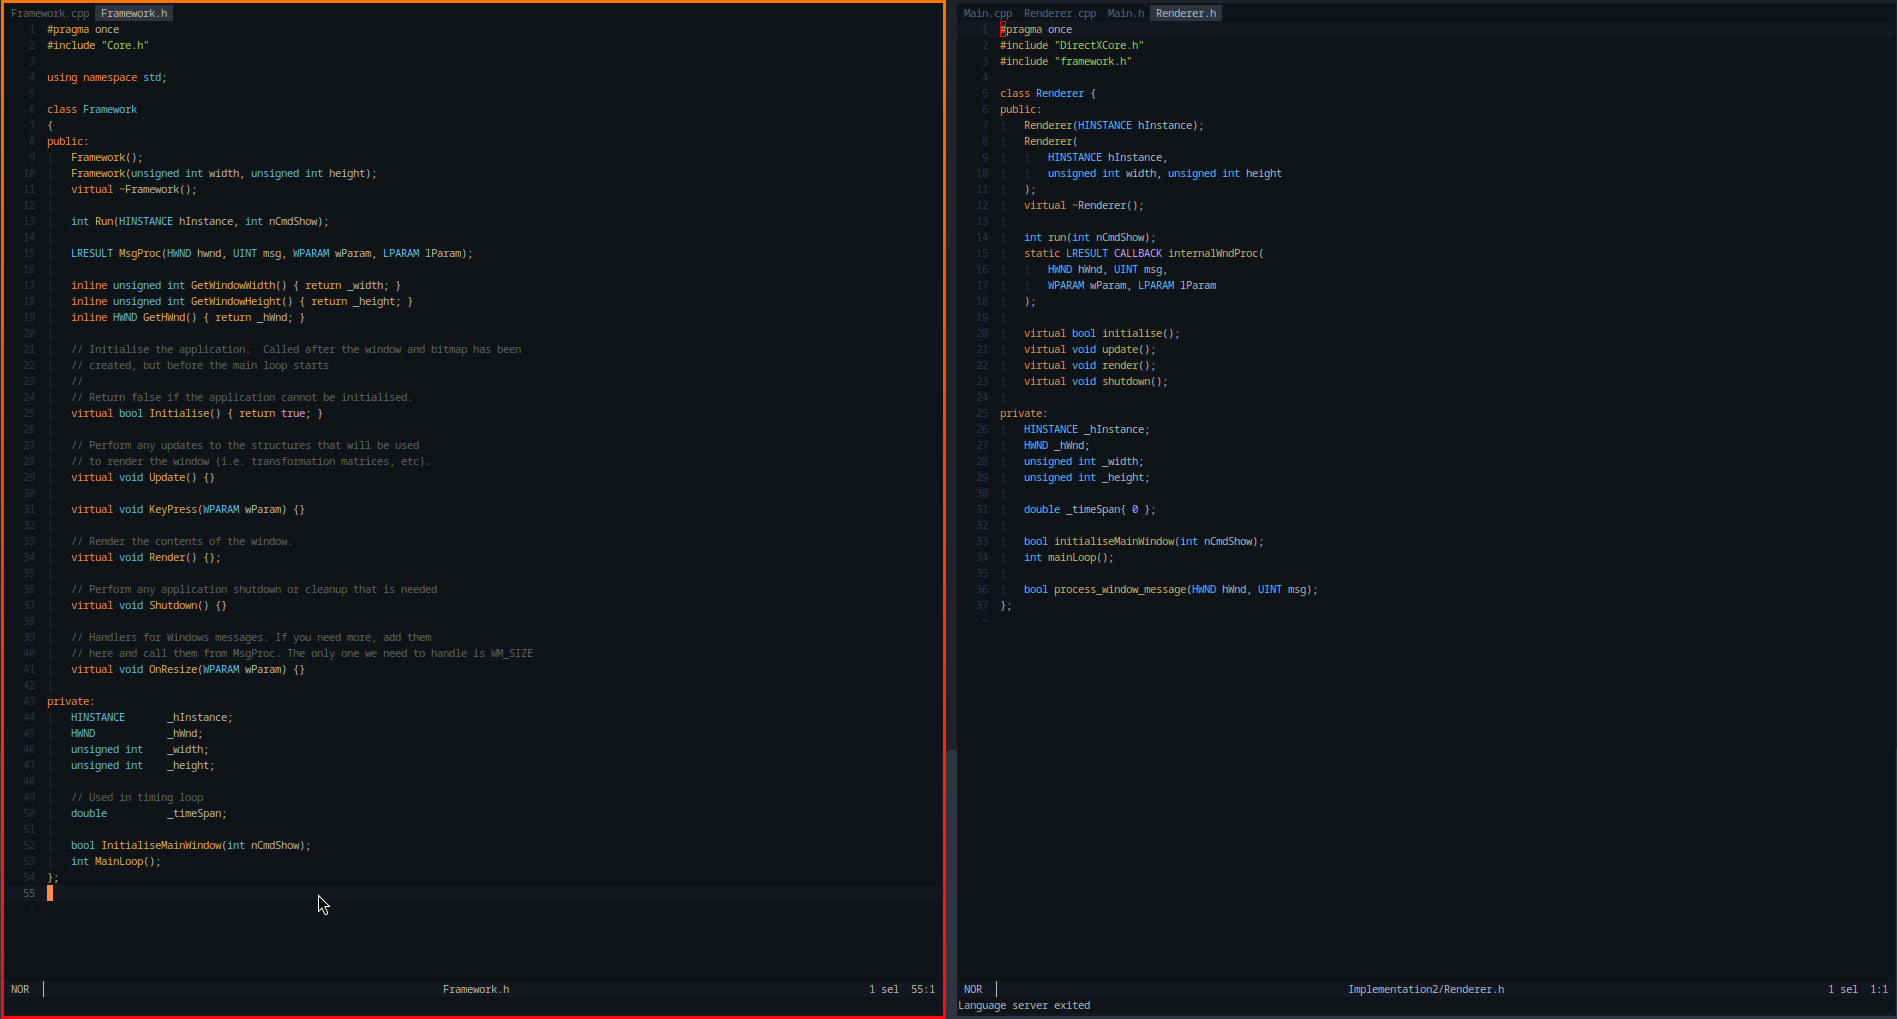 Framework.cpp Framework.h
1 #pragma once
2 #include "Core.h"
3
4 using namespace std;
5
6 class Framework
7 {
8 public:
9 Framework();
10 Framework(unsigned int width, unsigned int height);
11 virtual ~Framework();
12
13 int Run(HINSTANCE hInstance, int nCmdShow);
14
15 LRESULT MsgProc(HWND hwnd, UINT msg, WPARAM wParam, LPARAM lParam);
16
17 inline unsigned int GetWindowWidth() { return _width; }
18 inline unsigned int GetWindowHeight() { return _height; }
19 inline HWND GetHWnd() { return _hWnd; }
20
21 // Initialise the application.  Called after the window and bitmap has been
22 // created, but before the main loop starts
23 //
24 // Return false if the application cannot be initialised.
25 virtual bool Initialise() { return true; }
26
27 // Perform any updates to the structures that will be used
28 // to render the window (i.e. transformation matrices, etc).
29 virtual void Update() {}
30
31 virtual void KeyPress(WPARAM wParam) {}
32
33 // Render the contents of the window.
34 virtual void Render() {};
35
36 // Perform any application shutdown or cleanup that is needed
37 virtual void Shutdown() {}
38
39 // Handlers for Windows messages. If you need more, add them
40 // here and call them from MsgProc. The only one we need to handle is WM_SIZE
41 virtual void OnResize(WPARAM wParam) {}
42
43 private:
44 HINSTANCE _hInstance;
45 HWND _hWnd;
46 unsigned int _width;
47 unsigned int _height;
48
49 // Used in timing loop
50 double _timeSpan;
51
52 bool InitialiseMainWindow(int nCmdShow);
53 int MainLoop();
54 };
55
~
NOR Framework.h 1 sel 55:1
Main.cpp Renderer.cpp Main.h Renderer.h
1 #pragma once
2 #include "DirectXCore.h"
3 #include "framework.h"
4
5 class Renderer {
6 public:
7 Renderer(HINSTANCE hInstance);
8 Renderer(
9 HINSTANCE hInstance,
10 unsigned int width, unsigned int height
11 );
12 virtual ~Renderer();
13
14 int run(int nCmdShow);
15 static LRESULT CALLBACK internalWndProc(
16 HWND hWnd, UINT msg,
17 WPARAM wParam, LPARAM lParam
18 );
19
20 virtual bool initialise();
21 virtual void update();
22 virtual void render();
23 virtual void shutdown();
24
25 private:
26 HINSTANCE _hInstance;
27 HWND _hWnd;
28 unsigned int _width;
29 unsigned int _height;
30
31 double _timeSpan{ 0 };
32
33 bool initialiseMainWindow(int nCmdShow);
34 int mainLoop();
35
36 bool process_window_message(HWND hWnd, UINT msg);
37 };
~
NOR Implementation2/Renderer.h 1 sel 1:1
Language server exited